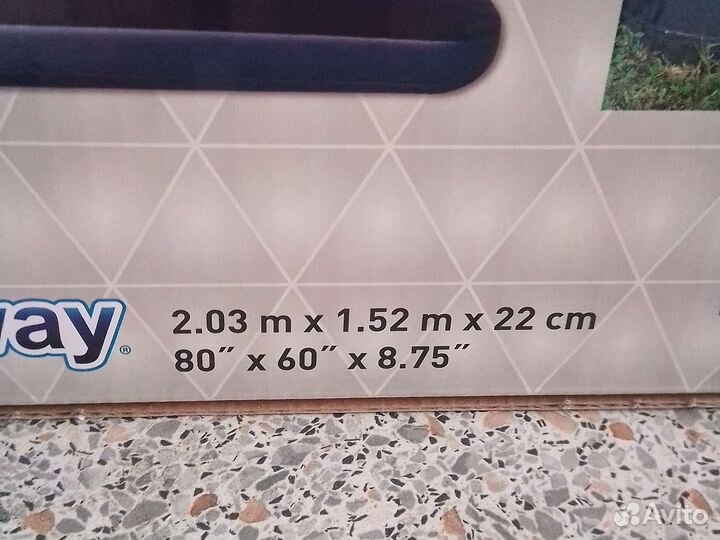 way®
2.03 m x 1.52 m x 22 cm
80″ x 60″ x 8.75″
Avito